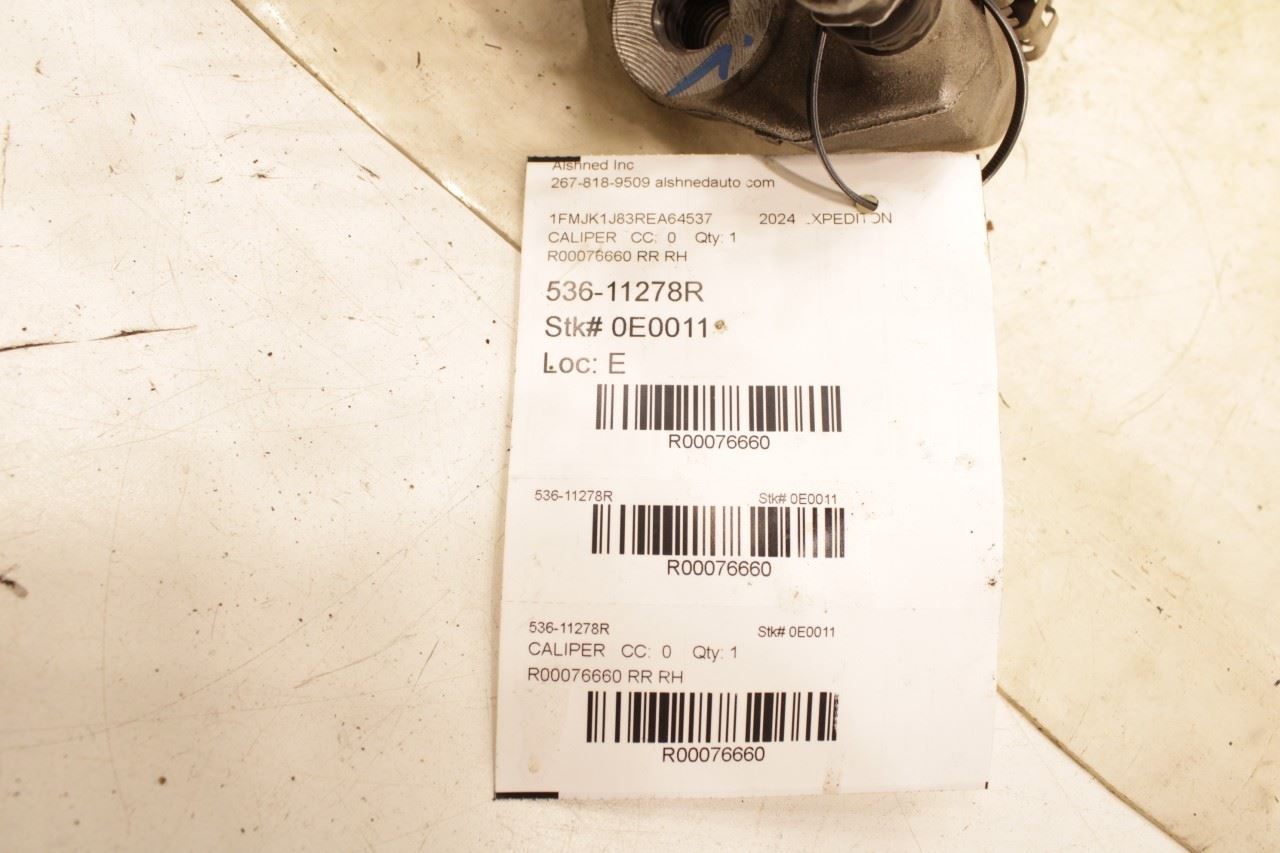 Alshned Inc
267-818-9509 alshnedauto com
1FMJK1J83REA64537 2024 EXPEDITON
CALIPER CC: 0 Qty: 1
R00076660 RR RH
536-11278R
Stk# 0E0011
Loc: E
R00076660
536-11278R Stk# 0E0011
R00076660
536-11278R Stk# 0E0011
CALIPER CC: 0 Qty: 1
R00076660 RR RH
R00076660